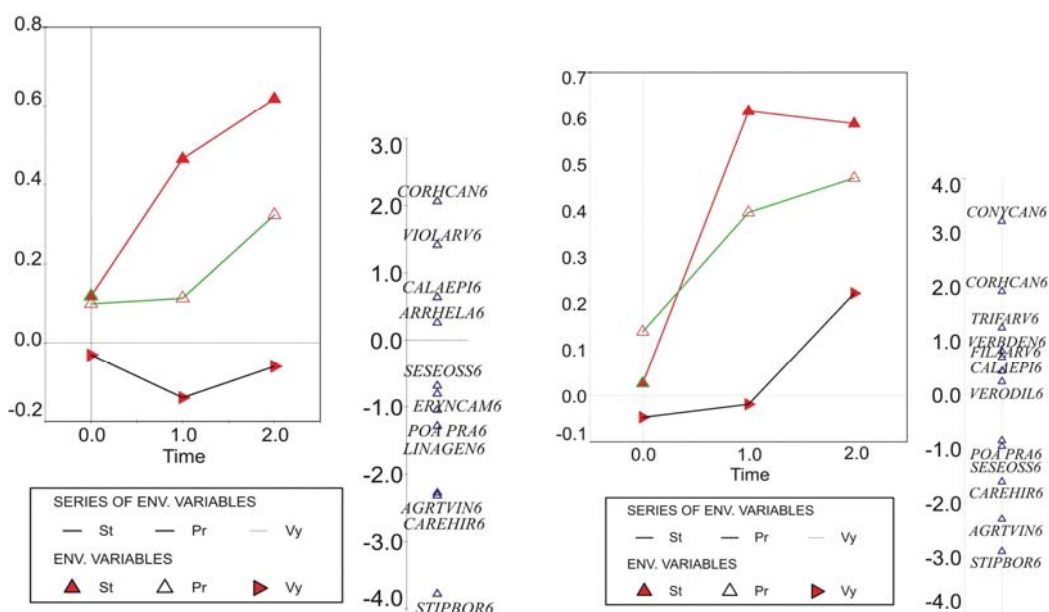 0.8
0.6
0.4
0.2
0.0
-0.2
0.0 1.0 2.0
Time
SERIES OF ENV. VARIABLES
St Pr Vy
ENV. VARIABLES
St Pr Vy
3.0
CORHCAN6
2.0
VIOLARV6
1.0
CALAEPI6
ARRHELA6
0.0
SESEOSS6
-1.0
ERYNCAM6
POA PRA6
LINAGEN6
-2.0
AGRTVIN6
CAREHIR6
-3.0
-4.0
STIPBOR6
0.7
0.6
0.5
0.4
0.3
0.2
0.1
0.0
-0.1
0.0 1.0 2.0
Time
SERIES OF ENV. VARIABLES
St Pr Vy
ENV. VARIABLES
St Pr Vy
4.0
CONYCAN6
3.0
CORHCAN6
2.0
TRIFARV6
1.0
VERBDEN6
CALAEPI6
0.0
VERODIL6
-1.0
POA PRA6
SESEOSS6
CAREHIR6
-2.0
AGRTVIN6
-3.0
STIPBOR6
-4.0